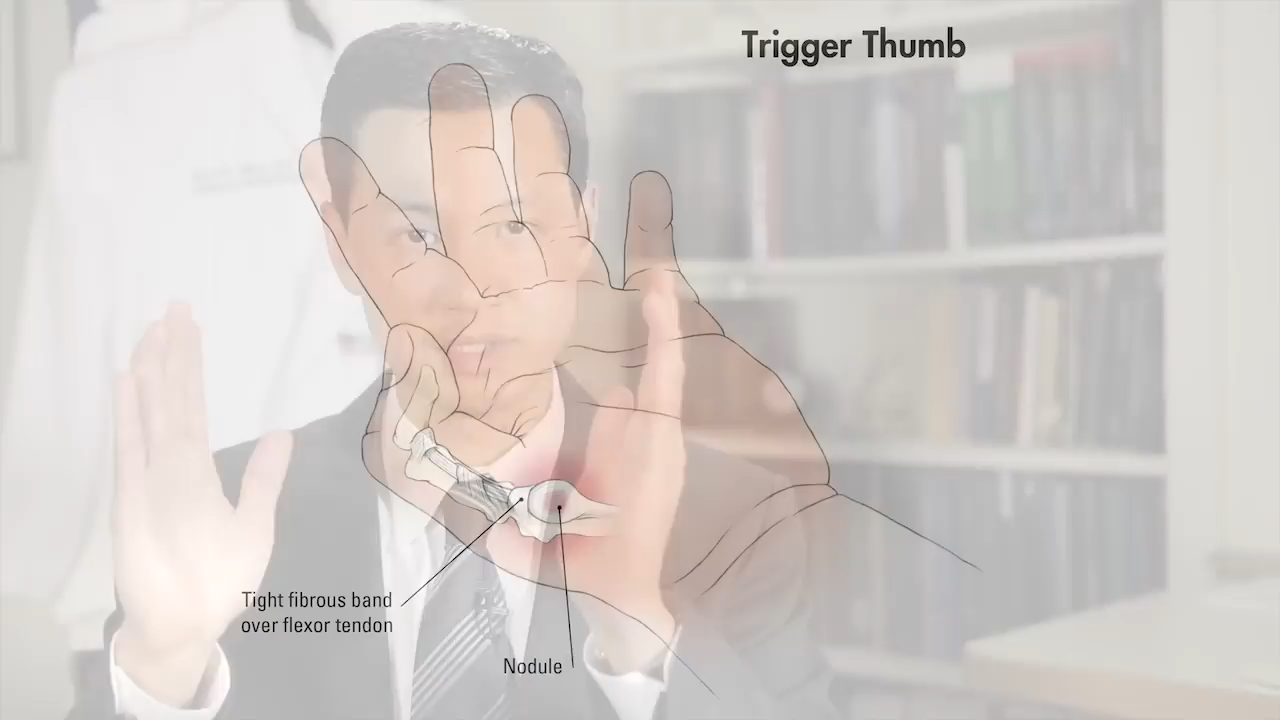 Trigger Thumb
Tight fibrous band
over flexor tendon
Nodule